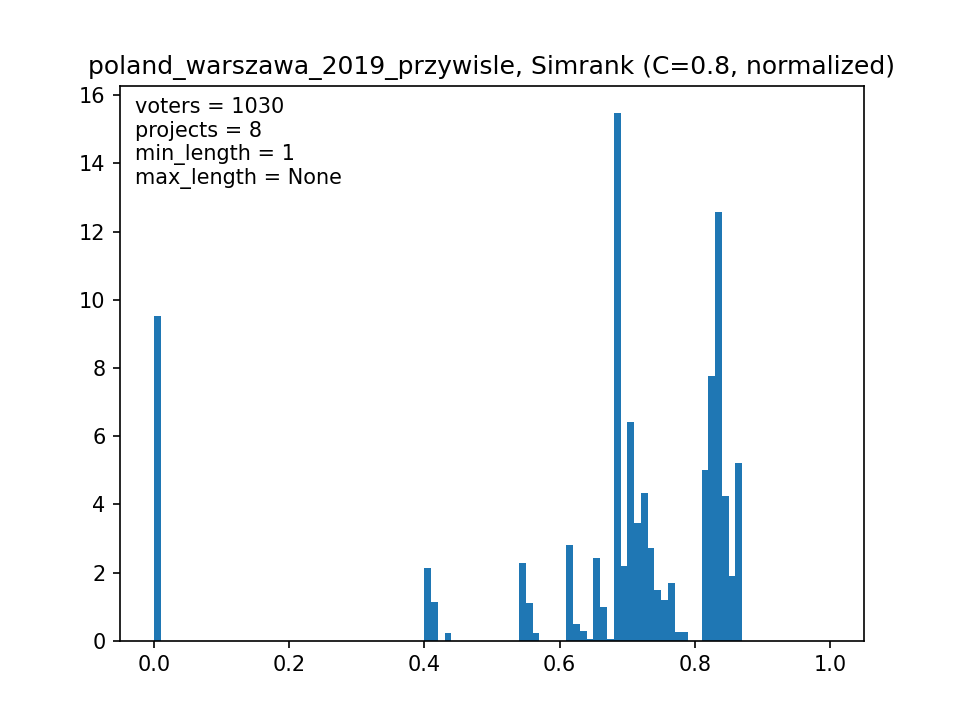 poland_warszawa_2019_przywisle, Simrank (C=0.8, normalized)
voters = 1030
projects = 8
min_length = 1
max_length = None
16
14
12
10
8
6
4
2
0
0.0 0.2 0.4 0.6 0.8 1.0